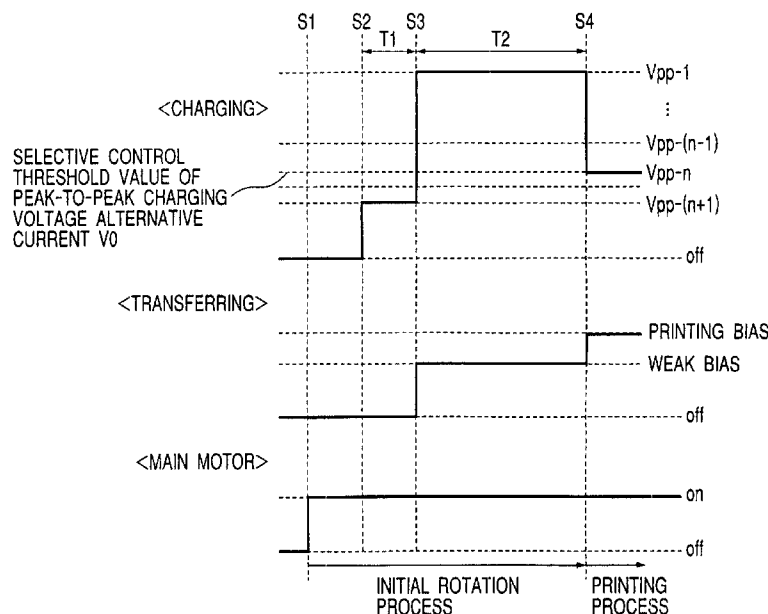 S1 S2 S3 S4
T1 T2
Vpp-1
<CHARGING>
⋮
Vpp-(n-1)
SELECTIVE CONTROL
THRESHOLD VALUE OF
PEAK-TO-PEAK CHARGING
VOLTAGE ALTERNATIVE
CURRENT V0
Vpp-n
Vpp-(n+1)
off
<TRANSFERRING>
PRINTING BIAS
WEAK BIAS
off
<MAIN MOTOR>
on
off
INITIAL ROTATION
PROCESS
PRINTING
PROCESS